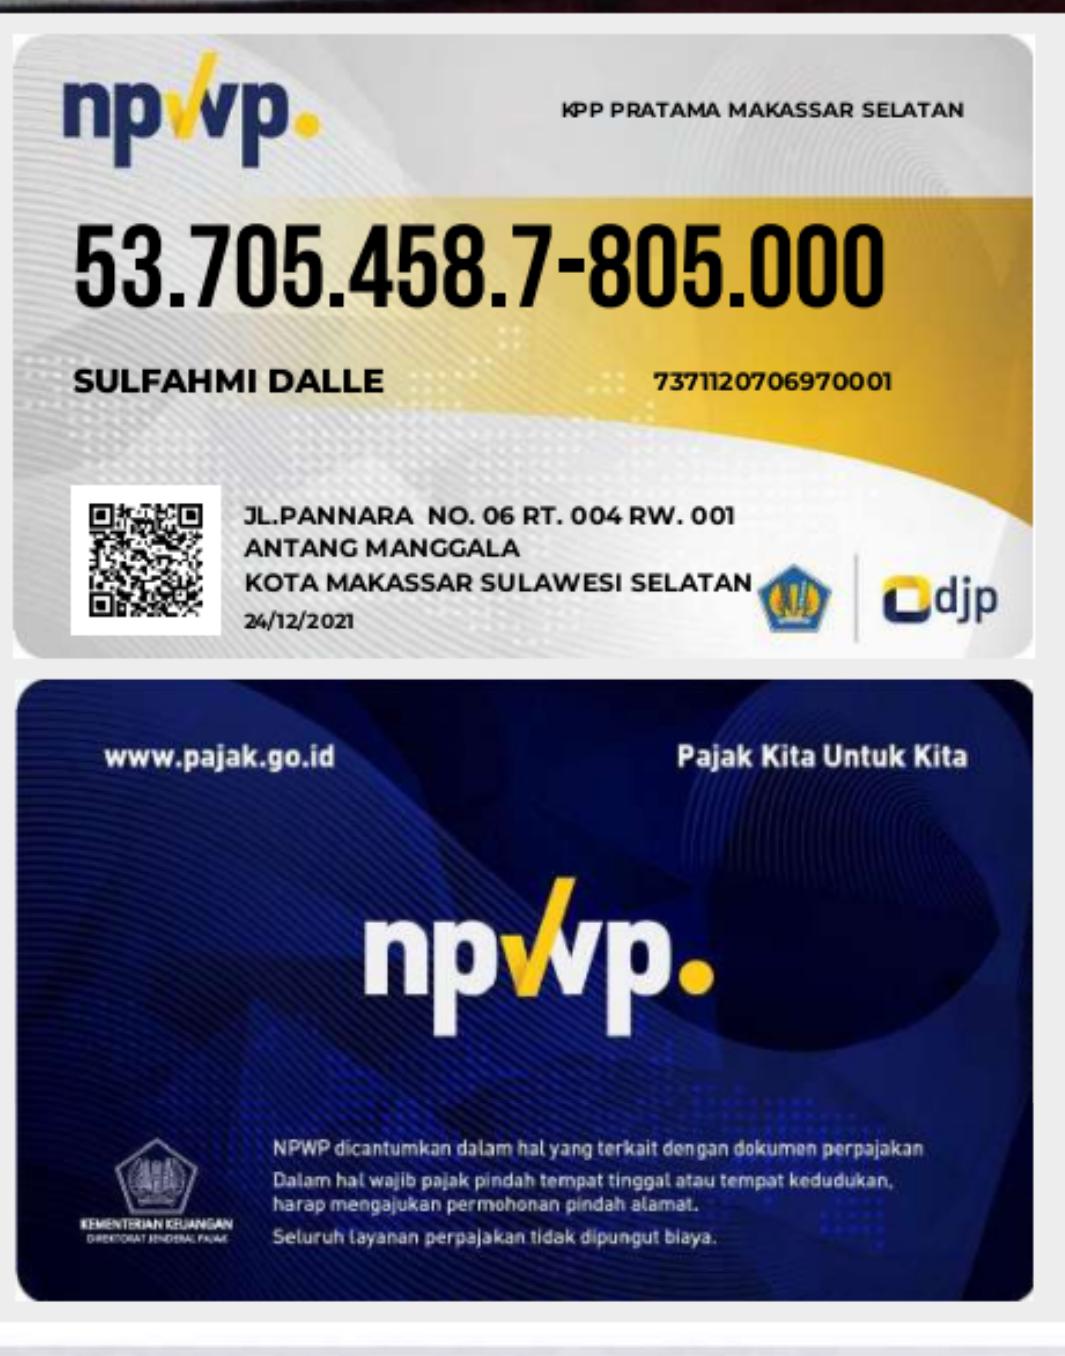 npwp.
KPP PRATAMA MAKASSAR SELATAN
53.705.458.7-805.000
SULFAHMI DALLE
7371120706970001
JL.PANNARA NO. 06 RT. 004 RW. 001
ANTANG MANGGALA
KOTA MAKASSAR SULAWESI SELATAN
24/12/2021
djp
www.pajak.go.id
Pajak Kita Untuk Kita
npwp.
NPWP dicantumkan dalam hal yang terkait dengan dokumen perpajakan
Dalam hal wajib pajak pindah tempat tinggal atau tempat kedudukan,
harap mengajukan permohonan pindah alamat.
Seluruh layanan perpajakan tidak dipungut biaya.
KEMENTERIAN KEUANGAN
DIREKTORAT JENDERAL PAJAK